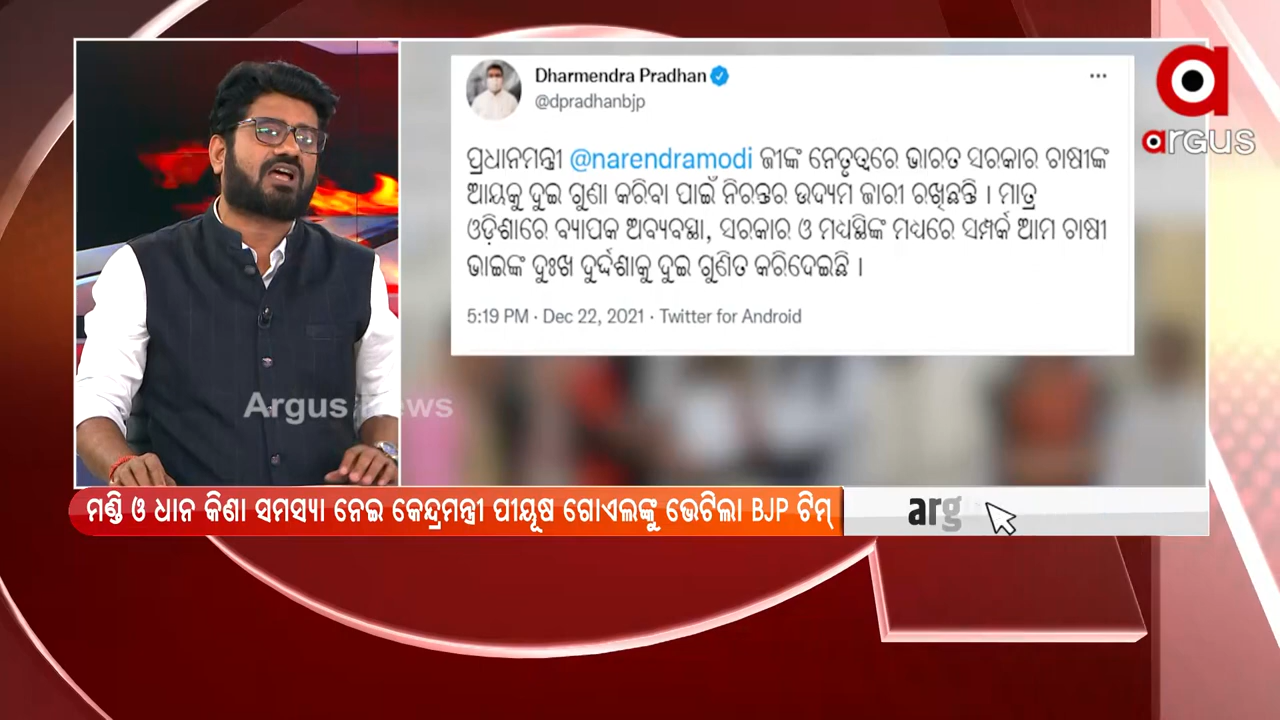 Dharmendra Pradhan
@dpradhanbjp
ପ୍ରଧାନମନ୍ତ୍ରୀ @narendramodi ଜୀଙ୍କ ନେତୃତ୍ୱରେ ଭାରତ ସରକାର ଚାଷୀଙ୍କ
ଆୟକୁ ଦୁଇ ଗୁଣା କରିବା ପାଇଁ ନିରନ୍ତର ଉଦ୍ୟମ ଜାରୀ ରଖିଛନ୍ତି । ମାତ୍ର
ଓଡ଼ିଶାରେ ବ୍ୟାପକ ଅବ୍ୟବସ୍ଥା, ସରକାର ଓ ମଧ୍ୟସ୍ଥିଙ୍କ ମଧ୍ୟରେ ସମ୍ପର୍କ ଆମ ଚାଷୀ
ଭାଇଙ୍କ ଦୁଃଖ ଦୁର୍ଦ୍ଦଶାକୁ ଦୁଇ ଗୁଣିତ କରିଦେଇଛି ।
5:19 PM · Dec 22, 2021 · Twitter for Android
argus
Argus News
ମଣ୍ଡି ଓ ଧାନ କିଣା ସମସ୍ୟା ନେଇ କେନ୍ଦ୍ରମନ୍ତ୍ରୀ ପୀୟୂଷ ଗୋଏଲଙ୍କୁ ଭେଟିଲା BJP ଟିମ୍
arg